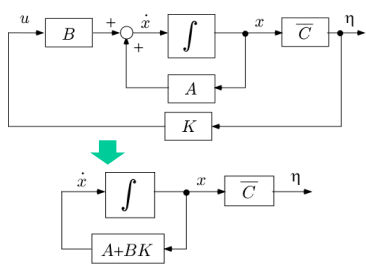 u B + + ẋ ∫ x C̅ η
A
K
ẋ ∫ x C̅ η
A+BK